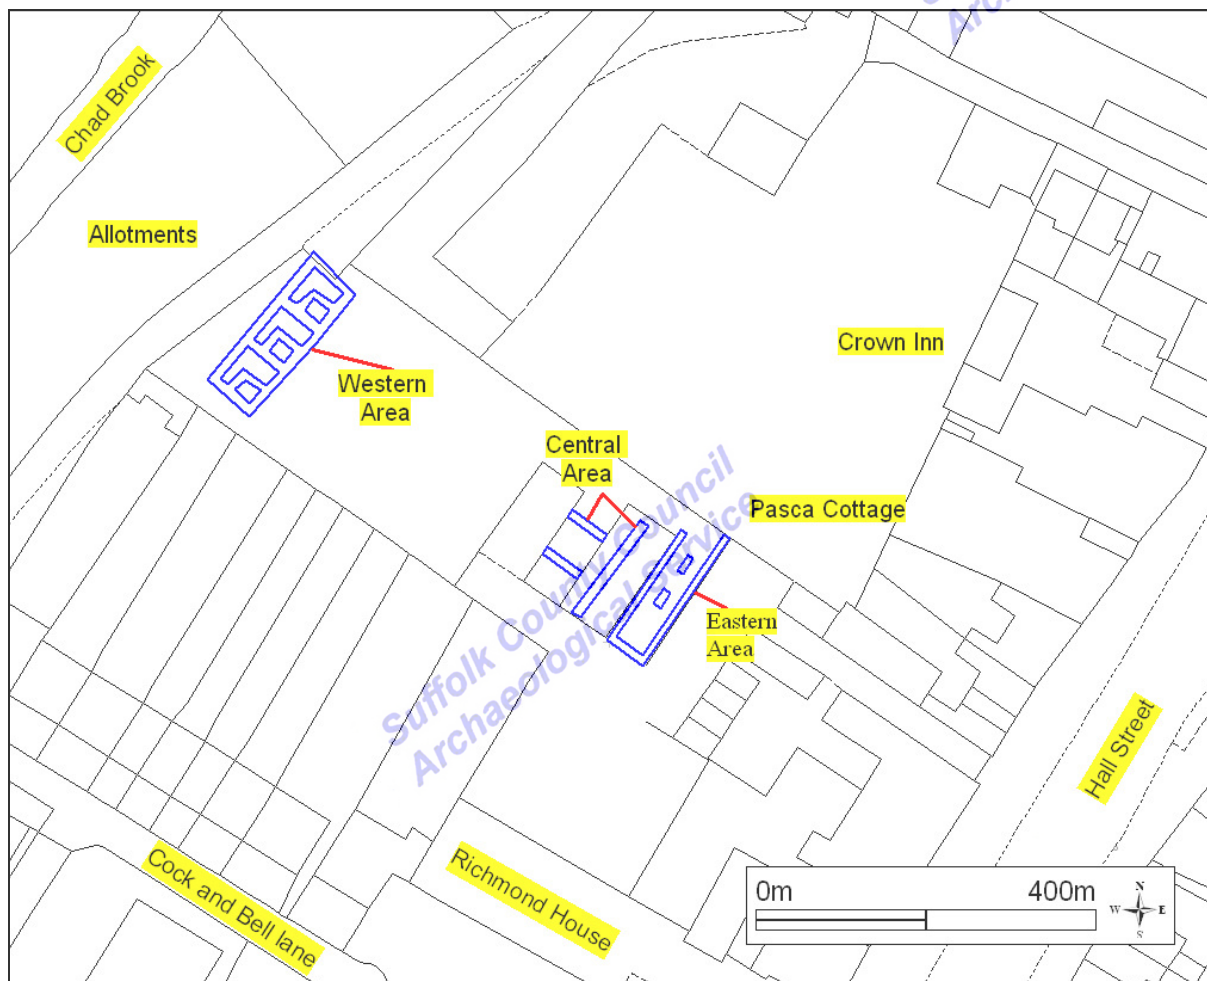 Chad Brook
Allotments
Crown Inn
Western
Area
Central
Area
Pasca Cottage
Eastern
Area
Suffolk County Council
Archaeological Service
Hall Street
Cock and Bell lane
Richmond House
0m 400m
N
W E
S